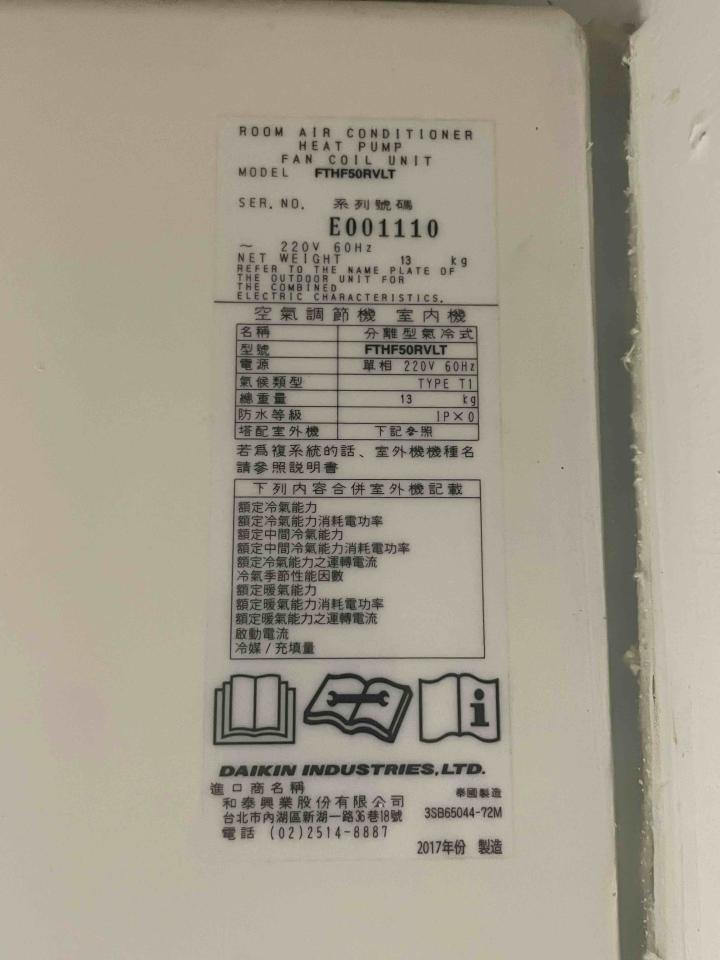 ROOM AIR CONDITIONER
HEAT PUMP
FAN COIL UNIT
MODEL FTHF50RVLT
SER. NO. 系列號碼
E001110
~ 220V 60Hz
NET WEIGHT 13 kg
REFER TO THE NAME PLATE OF
THE OUTDOOR UNIT FOR
THE COMBINED
ELECTRIC CHARACTERISTICS.
空氣調節機 室內機
名稱 分離型氣冷式
型號 FTHF50RVLT
電源 單相 220V 60Hz
氣候類型 TYPE T1
總重量 13 kg
防水等級 IP×0
塔配室外機 下記參照
若爲複系統的話、室外機機種名
請參照説明書
下列內容合併室外機記載
額定冷氣能力
額定冷氣能力消耗電功率
額定中間冷氣能力
額定中間冷氣能力消耗電功率
額定冷氣能力之運轉電流
冷氣季節性能因數
額定暖氣能力
額定暖氣能力消耗電功率
額定暖氣能力之運轉電流
啟動電流
冷媒/充填量
i
DAIKIN INDUSTRIES, LTD.
進口商名稱
和泰興業股份有限公司
台北市內湖區新湖一路36巷18號
電話 (02)2514-8887
泰國製造
3SB65044-72M
2017年份 製造